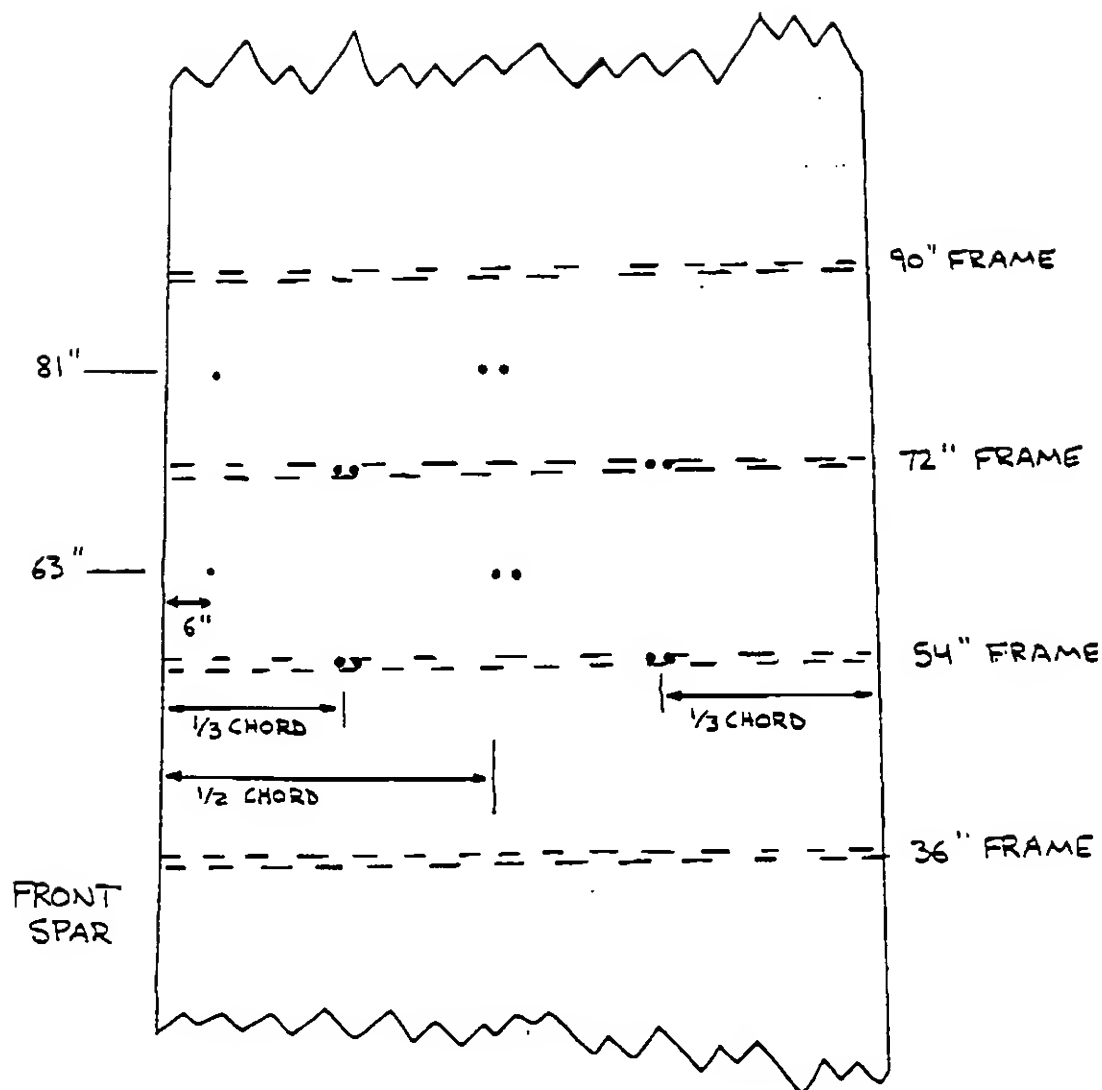 90" FRAME
81"
72" FRAME
63"
6"
54" FRAME
1/3 CHORD
1/3 CHORD
1/2 CHORD
36" FRAME
FRONT
SPAR